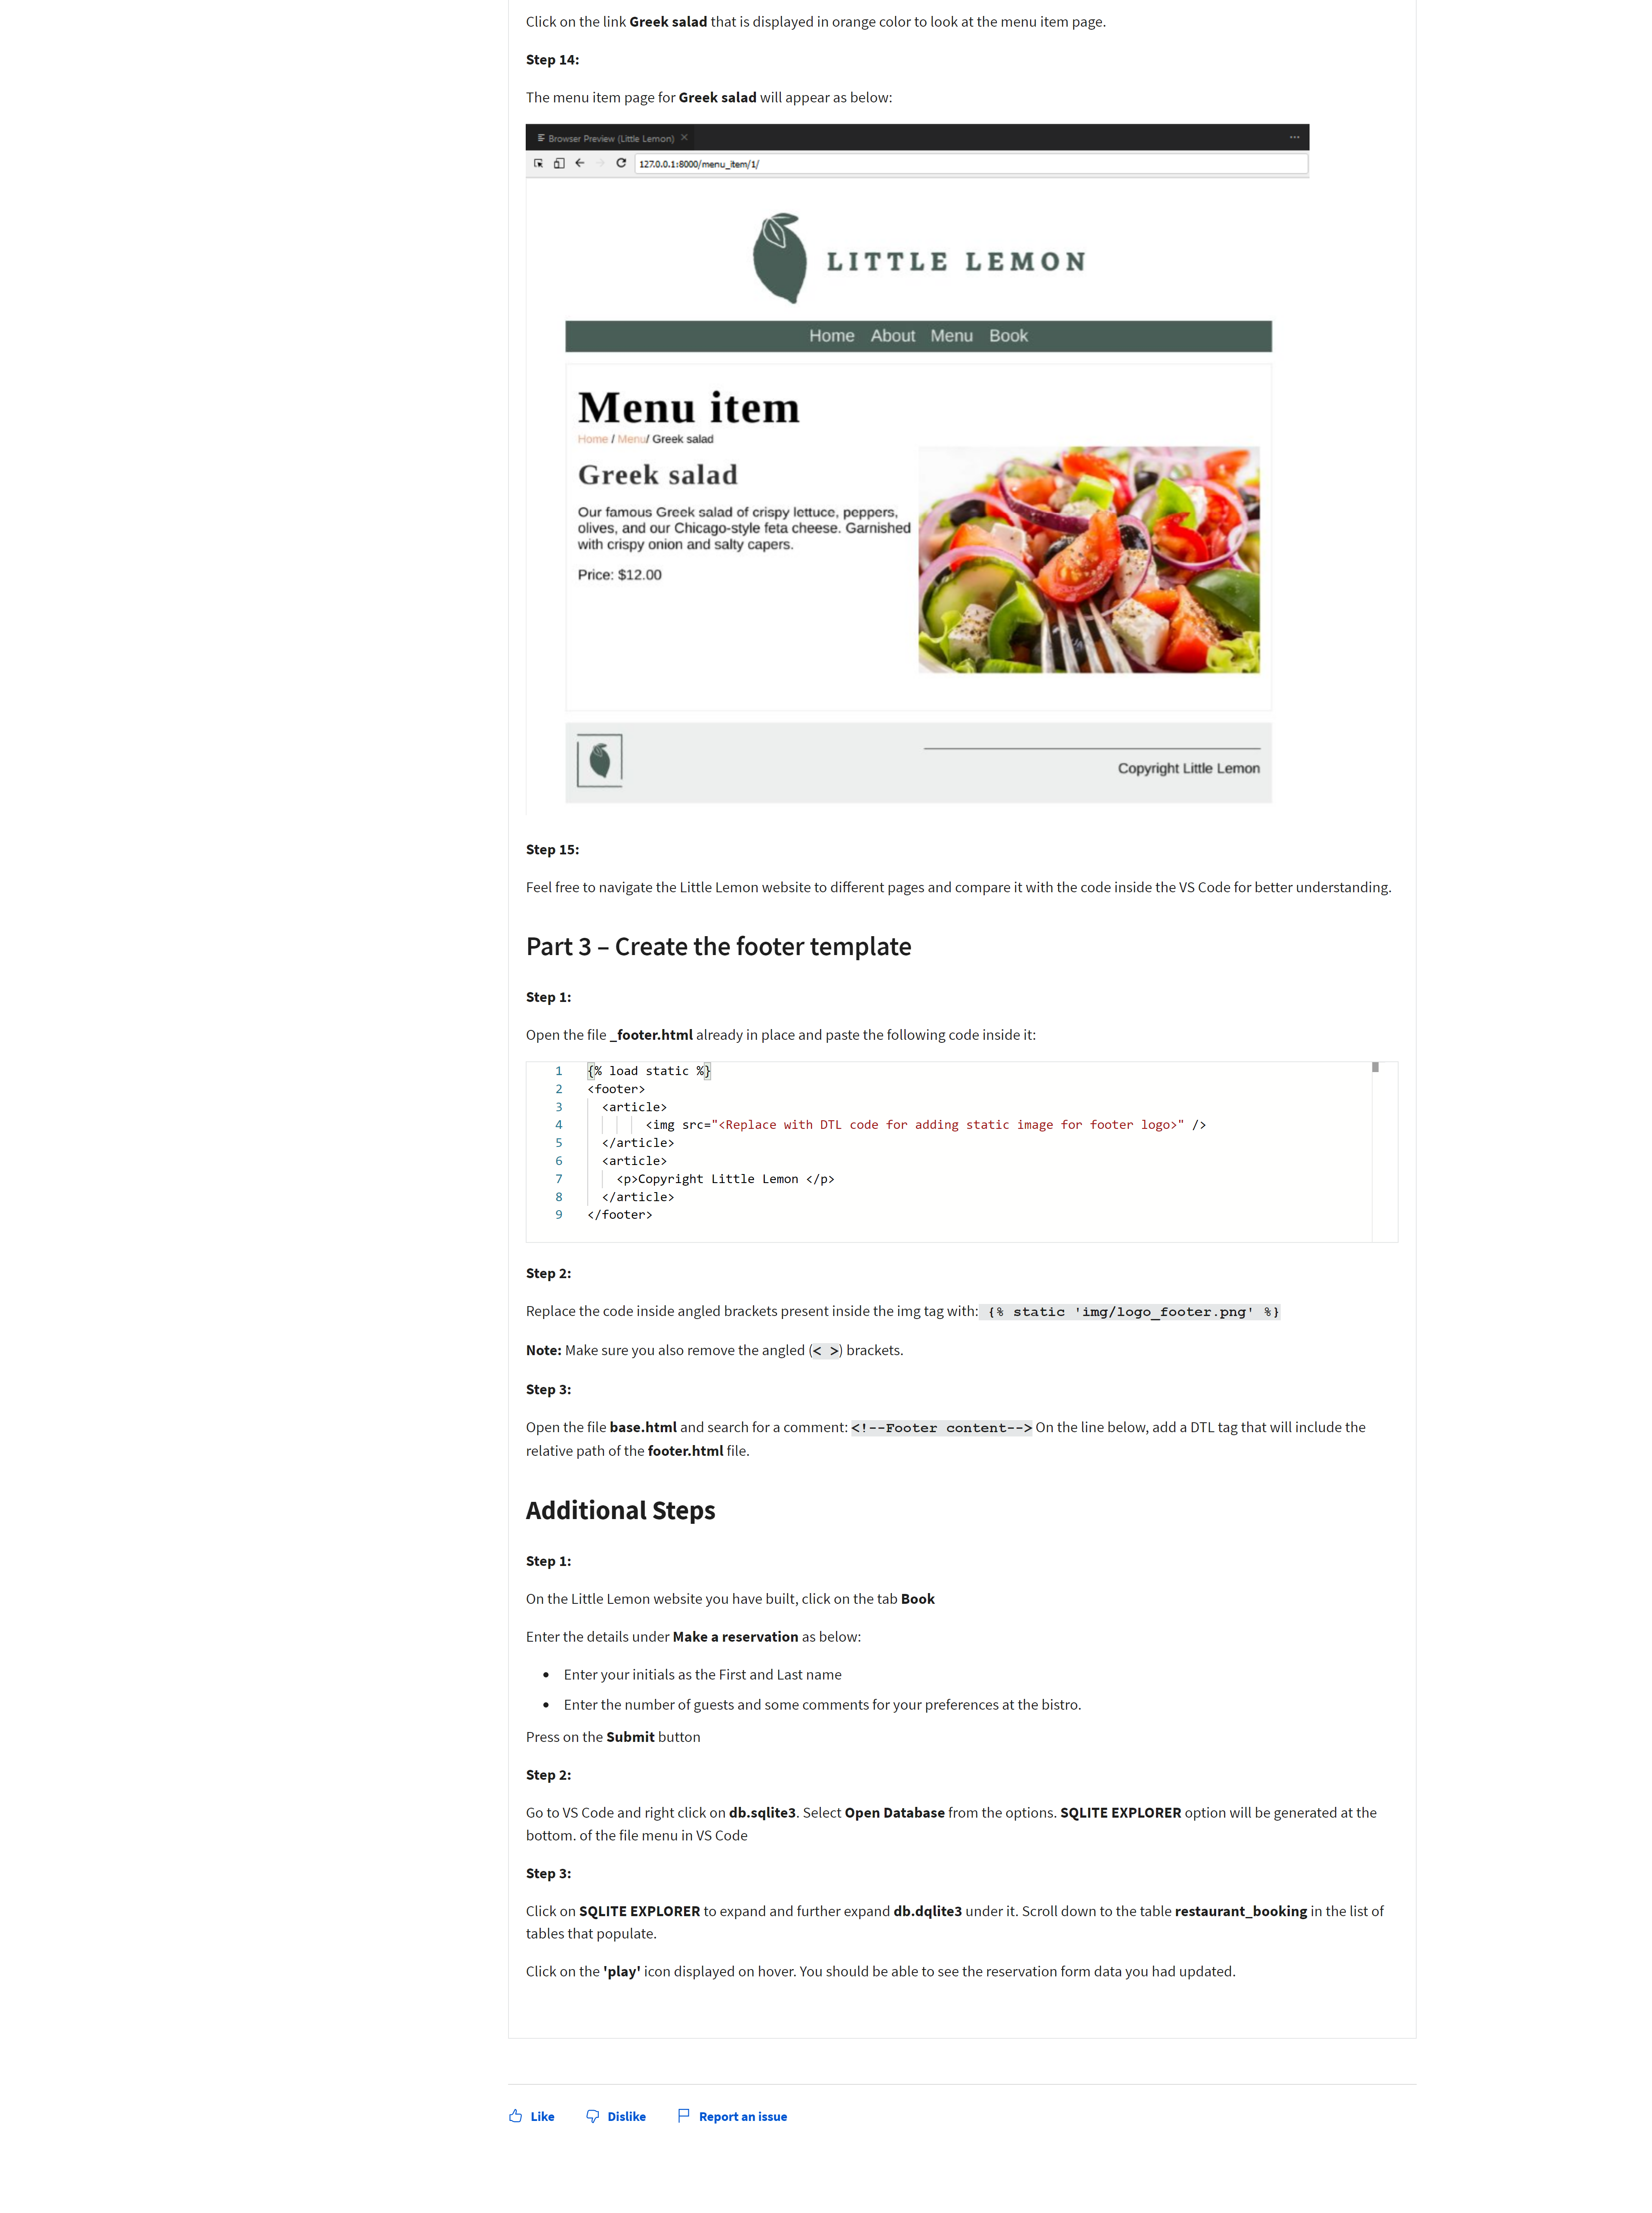 Click on the link Greek salad that is displayed in orange color to look at the menu item page.
Step 14:
The menu item page for Greek salad will appear as below:
Browser Preview (Little Lemon) ×
127.0.0.1:8000/menu_item/1/
LITTLE LEMON
Home About Menu Book
Menu item
Home / Menu/ Greek salad
Greek salad
Our famous Greek salad of crispy lettuce, peppers,
olives, and our Chicago-style feta cheese. Garnished
with crispy onion and salty capers.
Price: $12.00
Copyright Little Lemon
Step 15:
Feel free to navigate the Little Lemon website to different pages and compare it with the code inside the VS Code for better understanding.
Part 3 – Create the footer template
Step 1:
Open the file _footer.html already in place and paste the following code inside it:
1 {% load static %}
2 <footer>
3 <article>
4 <img src="<Replace with DTL code for adding static image for footer logo>" />
5 </article>
6 <article>
7 <p>Copyright Little Lemon </p>
8 </article>
9 </footer>
Step 2:
Replace the code inside angled brackets present inside the img tag with: {% static 'img/logo_footer.png' %}
Note: Make sure you also remove the angled (< >) brackets.
Step 3:
Open the file base.html and search for a comment: <!--Footer content--> On the line below, add a DTL tag that will include the
relative path of the footer.html file.
Additional Steps
Step 1:
On the Little Lemon website you have built, click on the tab Book
Enter the details under Make a reservation as below:
• Enter your initials as the First and Last name
• Enter the number of guests and some comments for your preferences at the bistro.
Press on the Submit button
Step 2:
Go to VS Code and right click on db.sqlite3. Select Open Database from the options. SQLITE EXPLORER option will be generated at the
bottom. of the file menu in VS Code
Step 3:
Click on SQLITE EXPLORER to expand and further expand db.dqlite3 under it. Scroll down to the table restaurant_booking in the list of
tables that populate.
Click on the 'play' icon displayed on hover. You should be able to see the reservation form data you had updated.
Like Dislike Report an issue